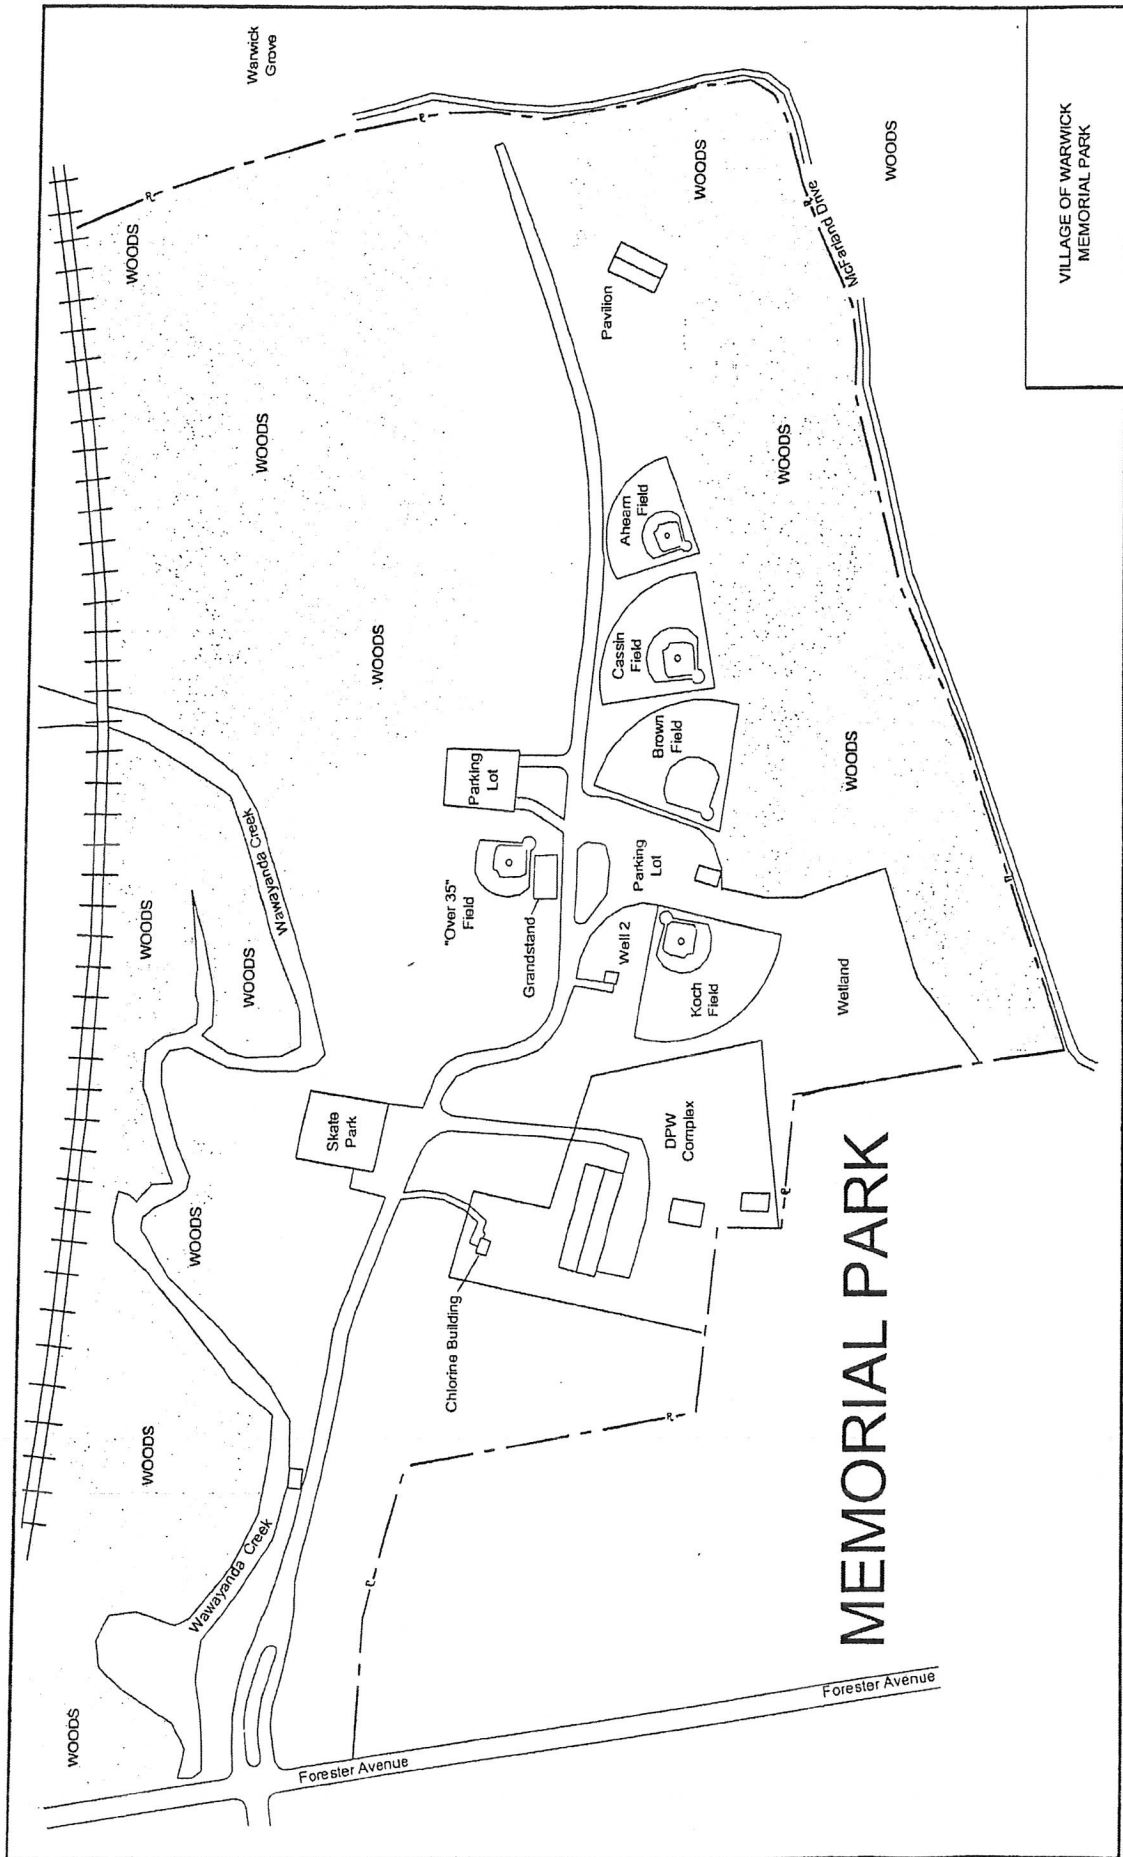 Warwick
Grove
WOODS
WOODS
WOODS
WOODS
WOODS
WOODS
WOODS
WOODS
WOODS
WOODS
WOODS
WOODS
WOODS
Wawayanda Creek
Wawayanda Creek
Pavilion
McFarland Drive
Ahearn
Field
Cassin
Field
Brown
Field
Parking
Lot
"Over 35"
Field
Grandstand
Parking
Lot
Well 2
Koch
Field
Wetland
Skate
Park
DPW
Complex
Chlorine Building
Forester Avenue
Forester Avenue
MEMORIAL PARK
VILLAGE OF WARWICK
MEMORIAL PARK